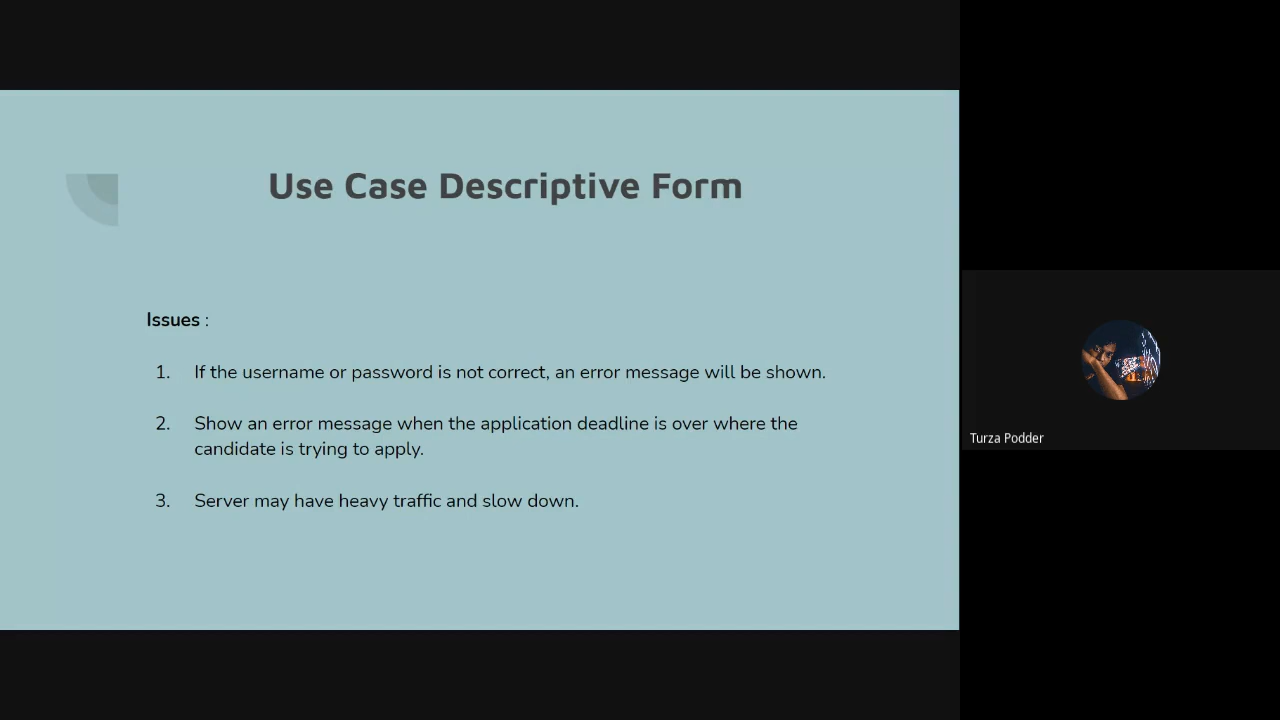 Use Case Descriptive Form
Issues :
1. If the username or password is not correct, an error message will be shown.
2. Show an error message when the application deadline is over where the
candidate is trying to apply.
3. Server may have heavy traffic and slow down.
Turza Podder